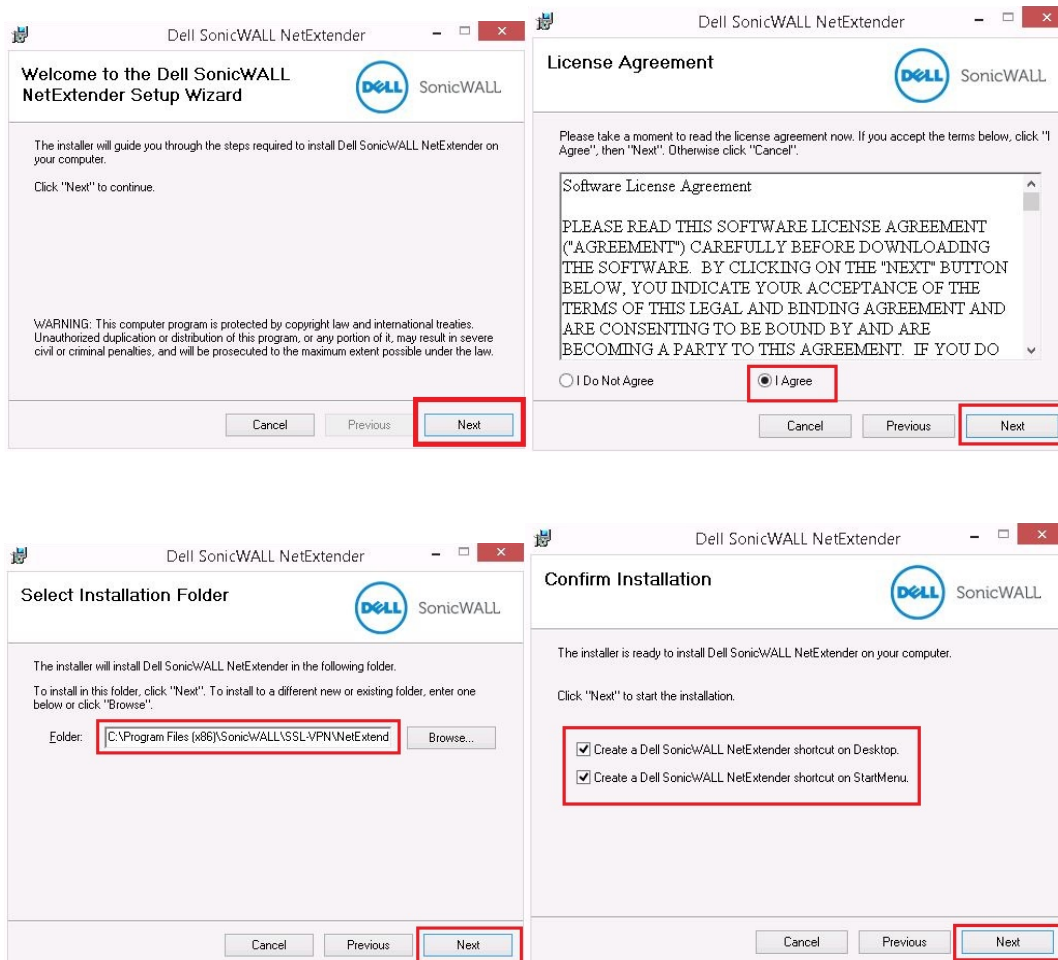 Dell SonicWALL NetExtender
Welcome to the Dell SonicWALL
NetExtender Setup Wizard
DELL SonicWALL
The installer will guide you through the steps required to install Dell SonicWALL NetExtender on
your computer.
Click "Next" to continue.
WARNING: This computer program is protected by copyright law and international treaties.
Unauthorized duplication or distribution of this program, or any portion of it, may result in severe
civil or criminal penalties, and will be prosecuted to the maximum extent possible under the law.
Cancel Previous Next
Dell SonicWALL NetExtender
License Agreement
DELL SonicWALL
Please take a moment to read the license agreement now. If you accept the terms below, click "I
Agree", then "Next". Otherwise click "Cancel".
Software License Agreement
PLEASE READ THIS SOFTWARE LICENSE AGREEMENT
("AGREEMENT") CAREFULLY BEFORE DOWNLOADING
THE SOFTWARE. BY CLICKING ON THE "NEXT" BUTTON
BELOW, YOU INDICATE YOUR ACCEPTANCE OF THE
TERMS OF THIS LEGAL AND BINDING AGREEMENT AND
ARE CONSENTING TO BE BOUND BY AND ARE
BECOMING A PARTY TO THIS AGREEMENT. IF YOU DO
I Do Not Agree I Agree
Cancel Previous Next
Dell SonicWALL NetExtender
Select Installation Folder
DELL SonicWALL
The installer will install Dell SonicWALL NetExtender in the following folder.
To install in this folder, click "Next". To install to a different new or existing folder, enter one
below or click "Browse".
Folder: C:\Program Files (x86)\SonicWALL\SSL-VPN\NetExtend Browse...
Cancel Previous Next
Dell SonicWALL NetExtender
Confirm Installation
DELL SonicWALL
The installer is ready to install Dell SonicWALL NetExtender on your computer.
Click "Next" to start the installation.
Create a Dell SonicWALL NetExtender shortcut on Desktop.
Create a Dell SonicWALL NetExtender shortcut on StartMenu.
Cancel Previous Next